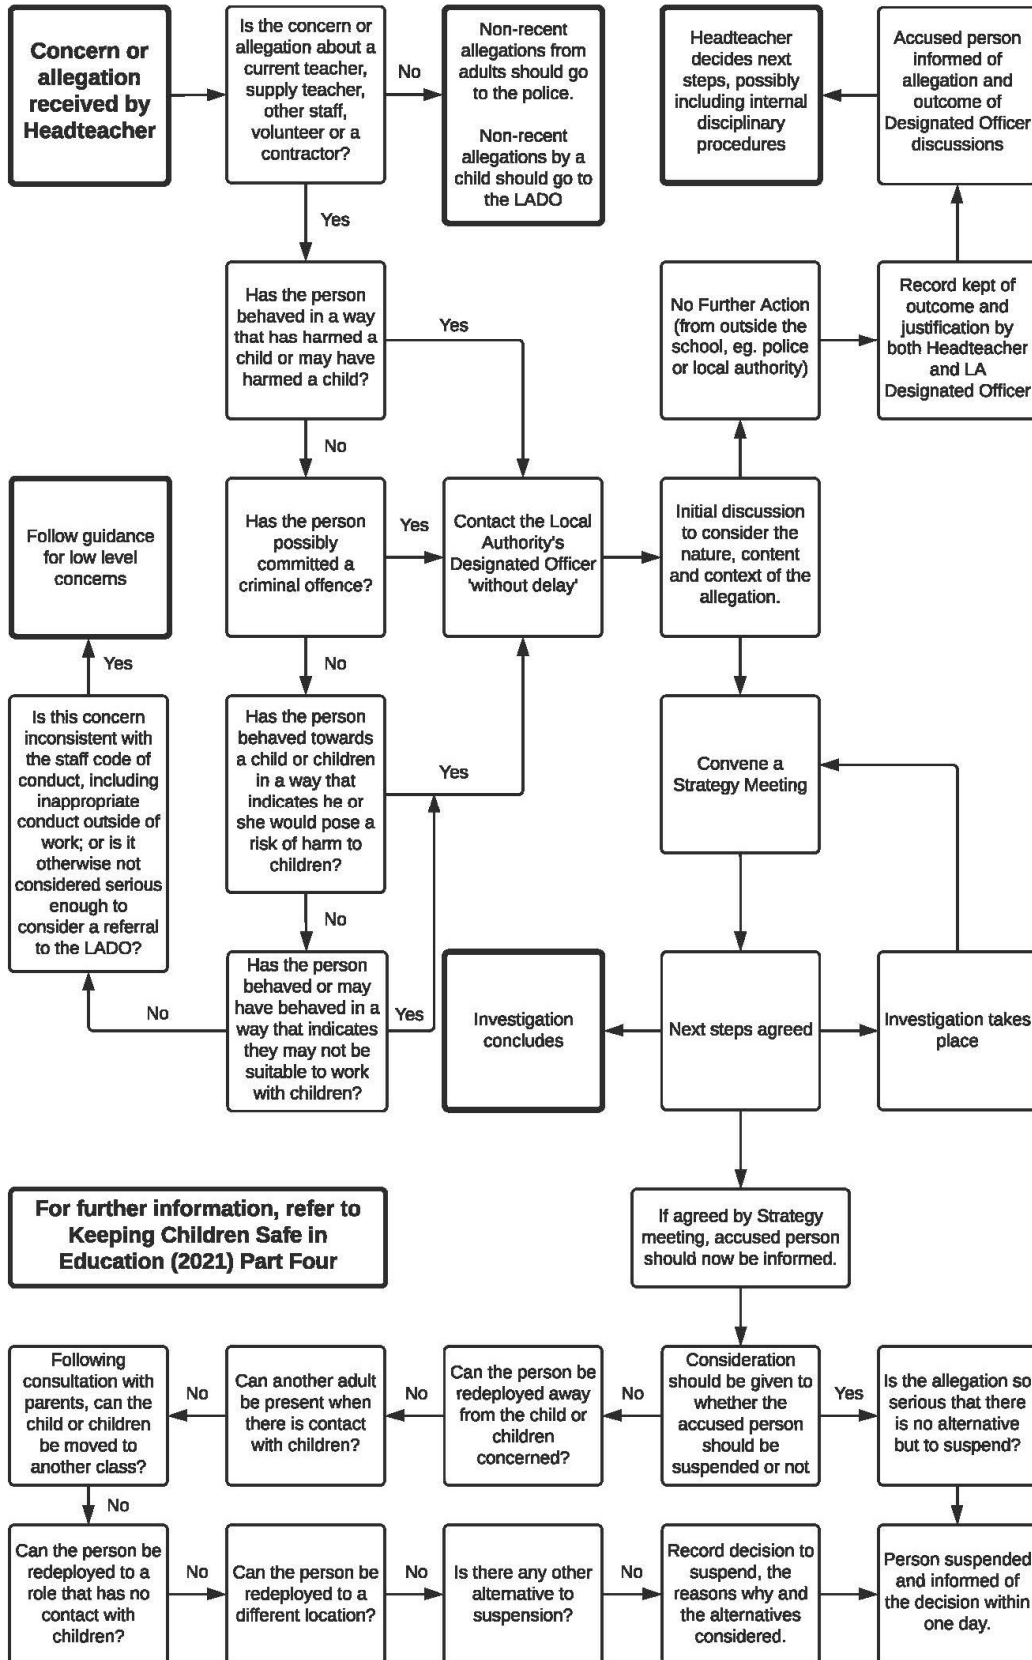 Concern or
allegation
received by
Headteacher
Is the concern or
allegation about a
current teacher,
supply teacher,
other staff,
volunteer or a
contractor?
No
Non-recent
allegations from
adults should go
to the police.
Non-recent
allegations by a
child should go to
the LADO
Headteacher
decides next
steps, possibly
including internal
disciplinary
procedures
Accused person
informed of
allegation and
outcome of
Designated Officer
discussions
Yes
Has the person
behaved in a way
that has harmed a
child or may have
harmed a child?
Yes
No Further Action
(from outside the
school, eg. police
or local authority)
Record kept of
outcome and
justification by
both Headteacher
and LA
Designated Officer
No
Follow guidance
for low level
concerns
Has the person
possibly
committed a
criminal offence?
Yes
Contact the Local
Authority's
Designated Officer
'without delay'
Initial discussion
to consider the
nature, content
and context of the
allegation.
Yes
No
Is this concern
inconsistent with
the staff code of
conduct, including
inappropriate
conduct outside of
work; or is it
otherwise not
considered serious
enough to
consider a referral
to the LADO?
Has the person
behaved towards
a child or children
in a way that
indicates he or
she would pose a
risk of harm to
children?
Yes
Convene a
Strategy Meeting
No
No
Has the person
behaved or may
have behaved in a
way that indicates
they may not be
suitable to work
with children?
Yes
Investigation
concludes
Next steps agreed
Investigation takes
place
For further information, refer to
Keeping Children Safe in
Education (2021) Part Four
If agreed by Strategy
meeting, accused person
should now be informed.
Following
consultation with
parents, can the
child or children
be moved to
another class?
No
Can another adult
be present when
there is contact
with children?
No
Can the person be
redeployed away
from the child or
children
concerned?
No
Consideration
should be given to
whether the
accused person
should be
suspended or not
Yes
Is the allegation so
serious that there
is no alternative
but to suspend?
No
Can the person be
redeployed to a
role that has no
contact with
children?
No
Can the person be
redeployed to a
different location?
No
Is there any other
alternative to
suspension?
No
Record decision to
suspend, the
reasons why and
the alternatives
considered.
Person suspended
and informed of
the decision within
one day.